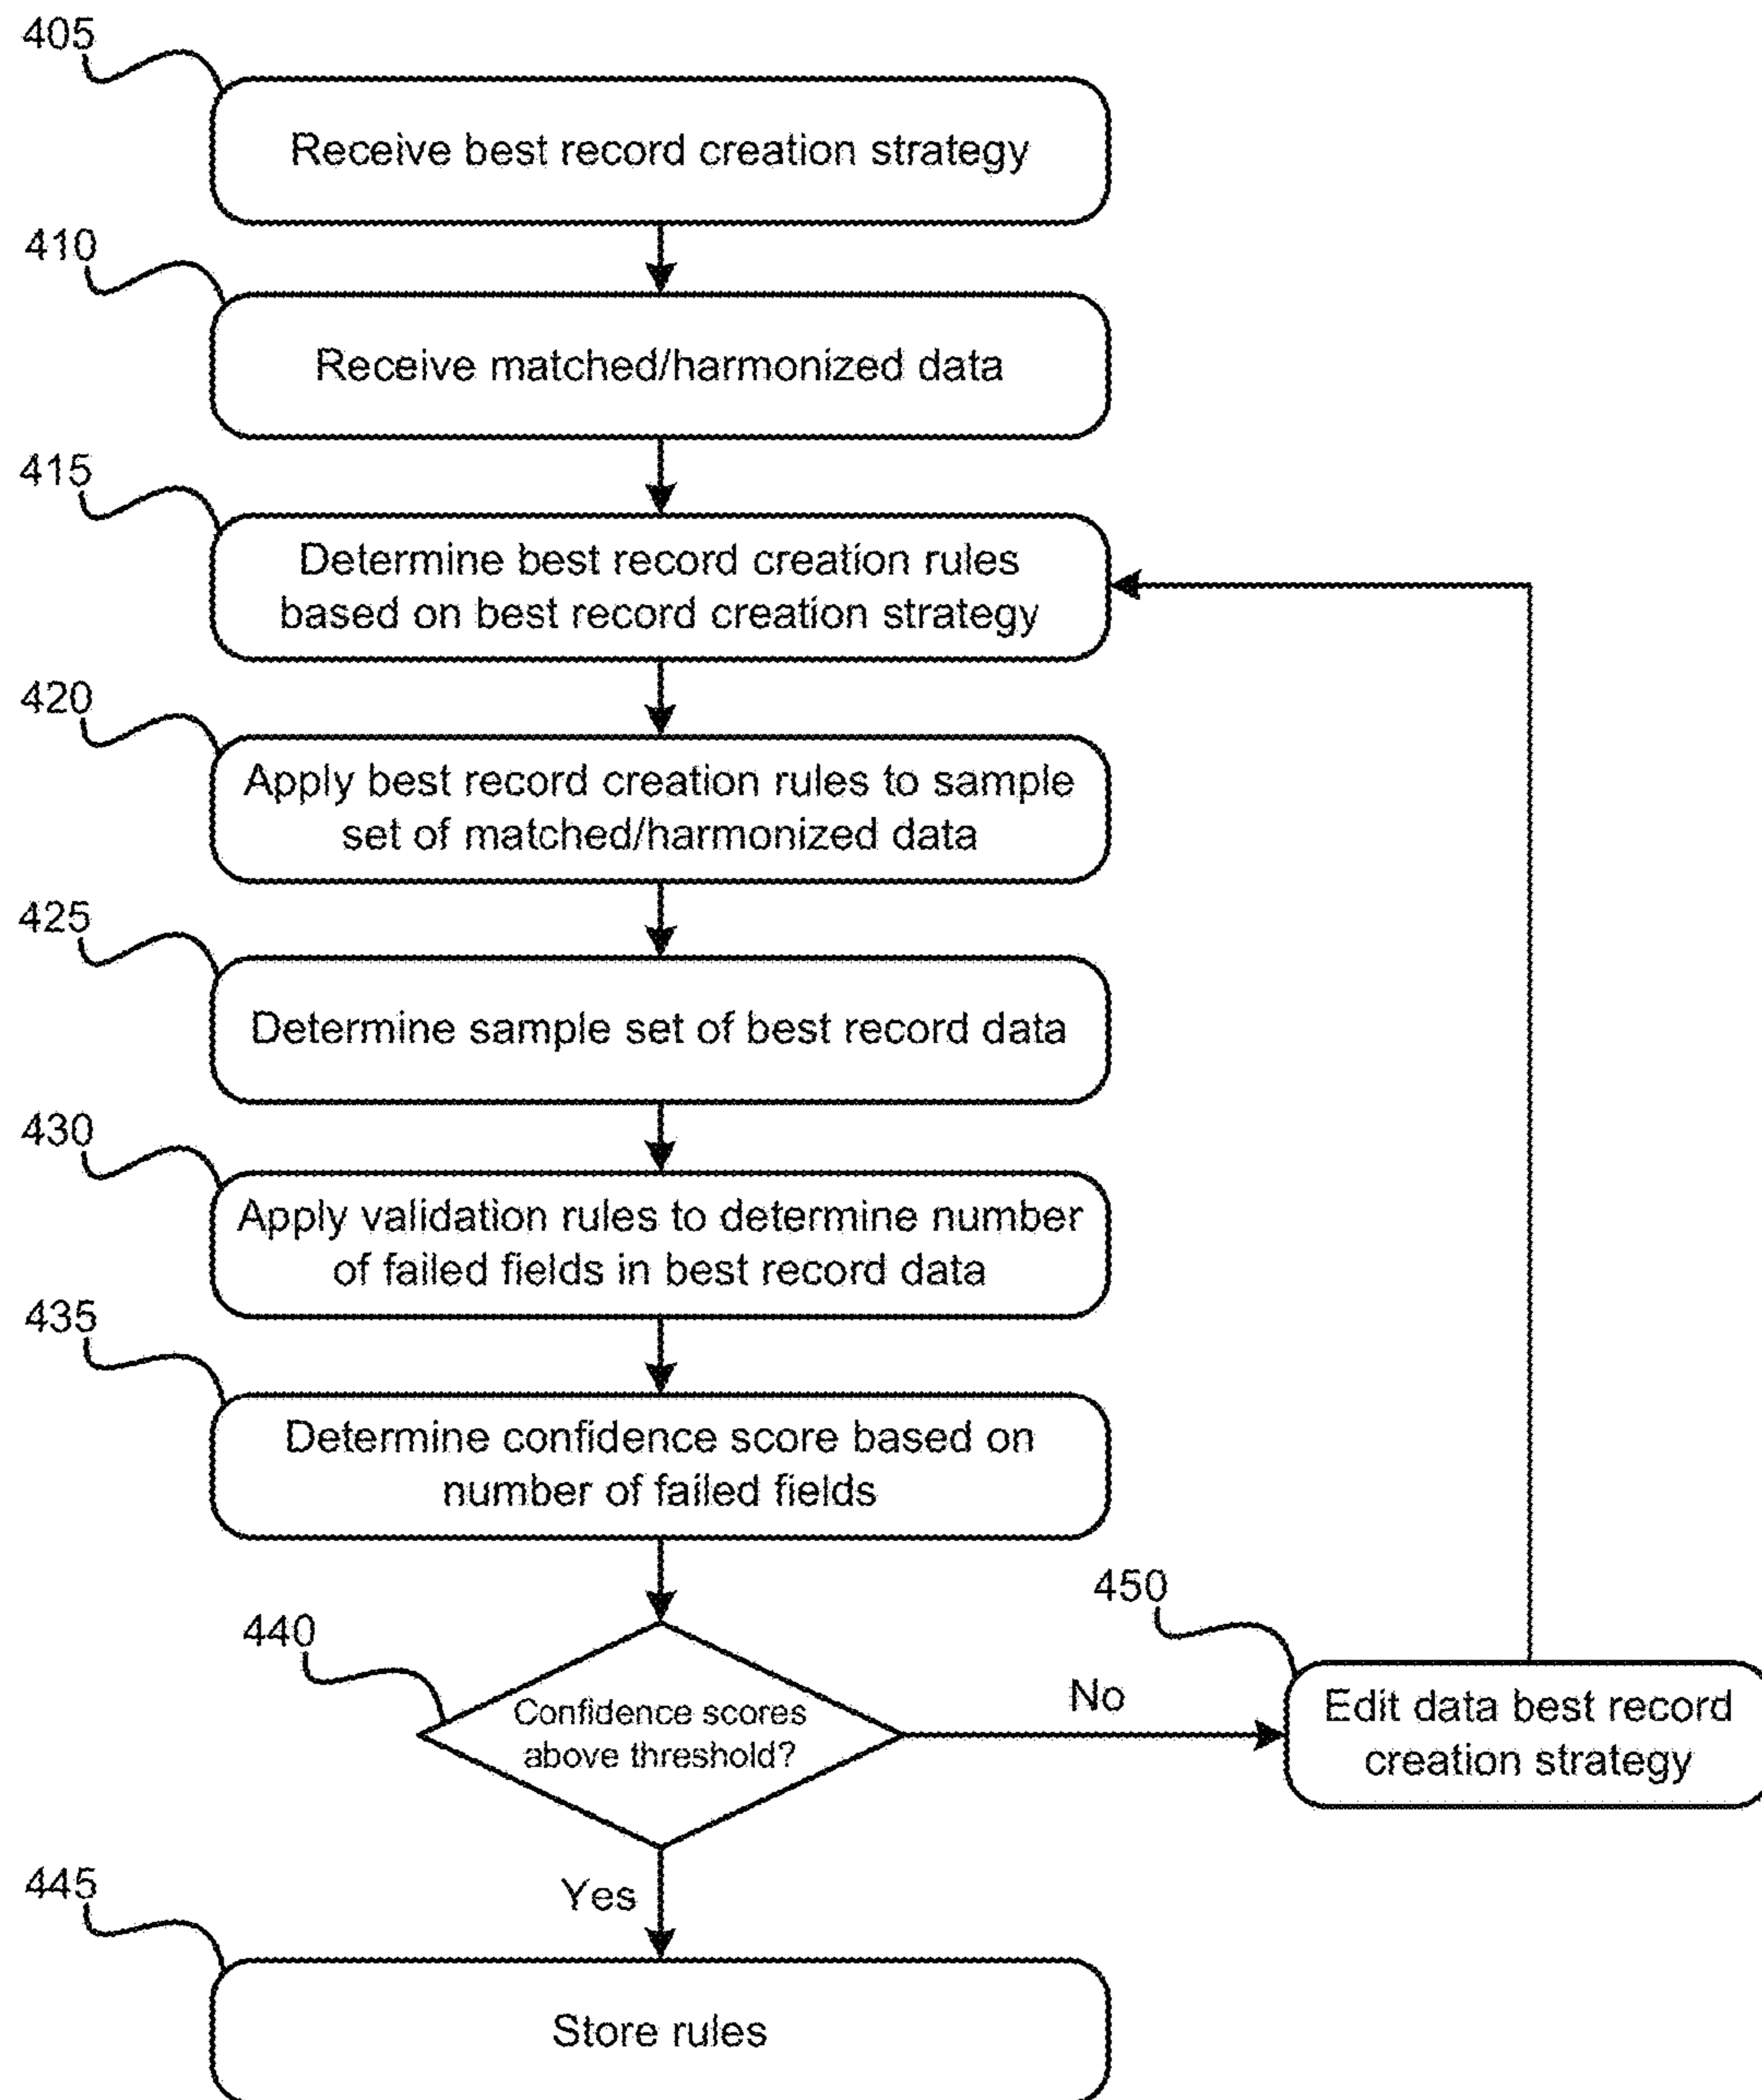 405
Receive best record creation strategy
410
Receive matched/harmonized data
415
Determine best record creation rules
based on best record creation strategy
420
Apply best record creation rules to sample
set of matched/harmonized data
425
Determine sample set of best record data
430
Apply validation rules to determine number
of failed fields in best record data
435
Determine confidence score based on
number of failed fields
440
Confidence scores
above threshold?
No
450
Edit data best record
creation strategy
Yes
445
Store rules